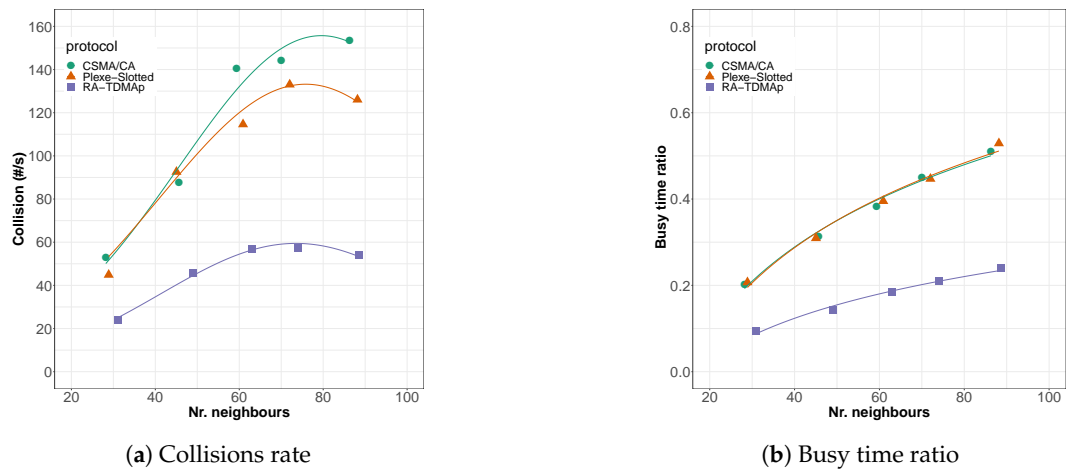 160
140
120
100
80
60
40
20
0
Collision (#/s)
protocol
CSMA/CA
Plexe−Slotted
RA−TDMAp
20 40 60 80 100
Nr. neighbours
(a) Collisions rate
0.8
0.6
0.4
0.2
0.0
Busy time ratio
protocol
CSMA/CA
Plexe−Slotted
RA−TDMAp
20 40 60 80 100
Nr. neighbours
(b) Busy time ratio